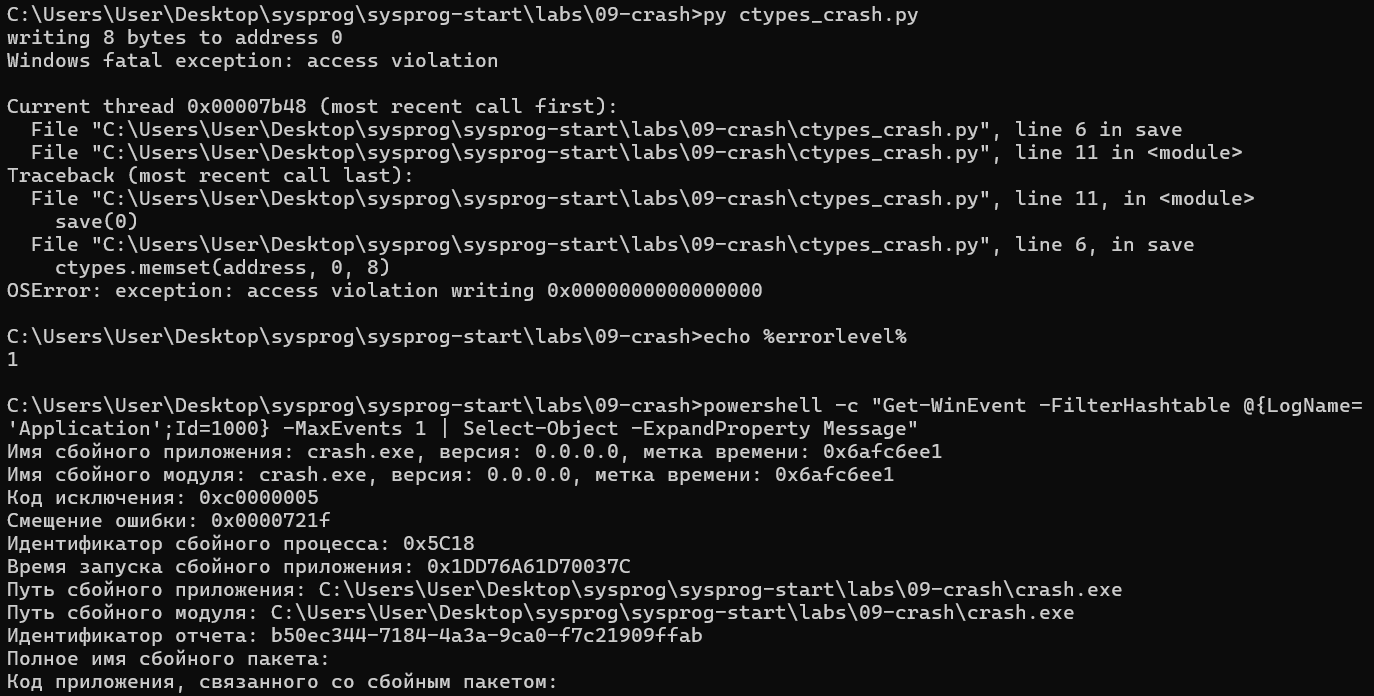 C:\Users\User\Desktop\sysprog\sysprog-start\labs\09-crash>py ctypes_crash.py
writing 8 bytes to address 0
Windows fatal exception: access violation

Current thread 0x00007b48 (most recent call first):
  File "C:\Users\User\Desktop\sysprog\sysprog-start\labs\09-crash\ctypes_crash.py", line 6 in save
  File "C:\Users\User\Desktop\sysprog\sysprog-start\labs\09-crash\ctypes_crash.py", line 11 in <module>
Traceback (most recent call last):
  File "C:\Users\User\Desktop\sysprog\sysprog-start\labs\09-crash\ctypes_crash.py", line 11, in <module>
    save(0)
  File "C:\Users\User\Desktop\sysprog\sysprog-start\labs\09-crash\ctypes_crash.py", line 6, in save
    ctypes.memset(address, 0, 8)
OSError: exception: access violation writing 0x0000000000000000

C:\Users\User\Desktop\sysprog\sysprog-start\labs\09-crash>echo %errorlevel%
1

C:\Users\User\Desktop\sysprog\sysprog-start\labs\09-crash>powershell -c "Get-WinEvent -FilterHashtable @{LogName=
'Application';Id=1000} -MaxEvents 1 | Select-Object -ExpandProperty Message"
Имя сбойного приложения: crash.exe, версия: 0.0.0.0, метка времени: 0x6afc6ee1
Имя сбойного модуля: crash.exe, версия: 0.0.0.0, метка времени: 0x6afc6ee1
Код исключения: 0xc0000005
Смещение ошибки: 0x0000721f
Идентификатор сбойного процесса: 0x5C18
Время запуска сбойного приложения: 0x1DD76A61D70037C
Путь сбойного приложения: C:\Users\User\Desktop\sysprog\sysprog-start\labs\09-crash\crash.exe
Путь сбойного модуля: C:\Users\User\Desktop\sysprog\sysprog-start\labs\09-crash\crash.exe
Идентификатор отчета: b50ec344-7184-4a3a-9ca0-f7c21909ffab
Полное имя сбойного пакета:
Код приложения, связанного со сбойным пакетом: